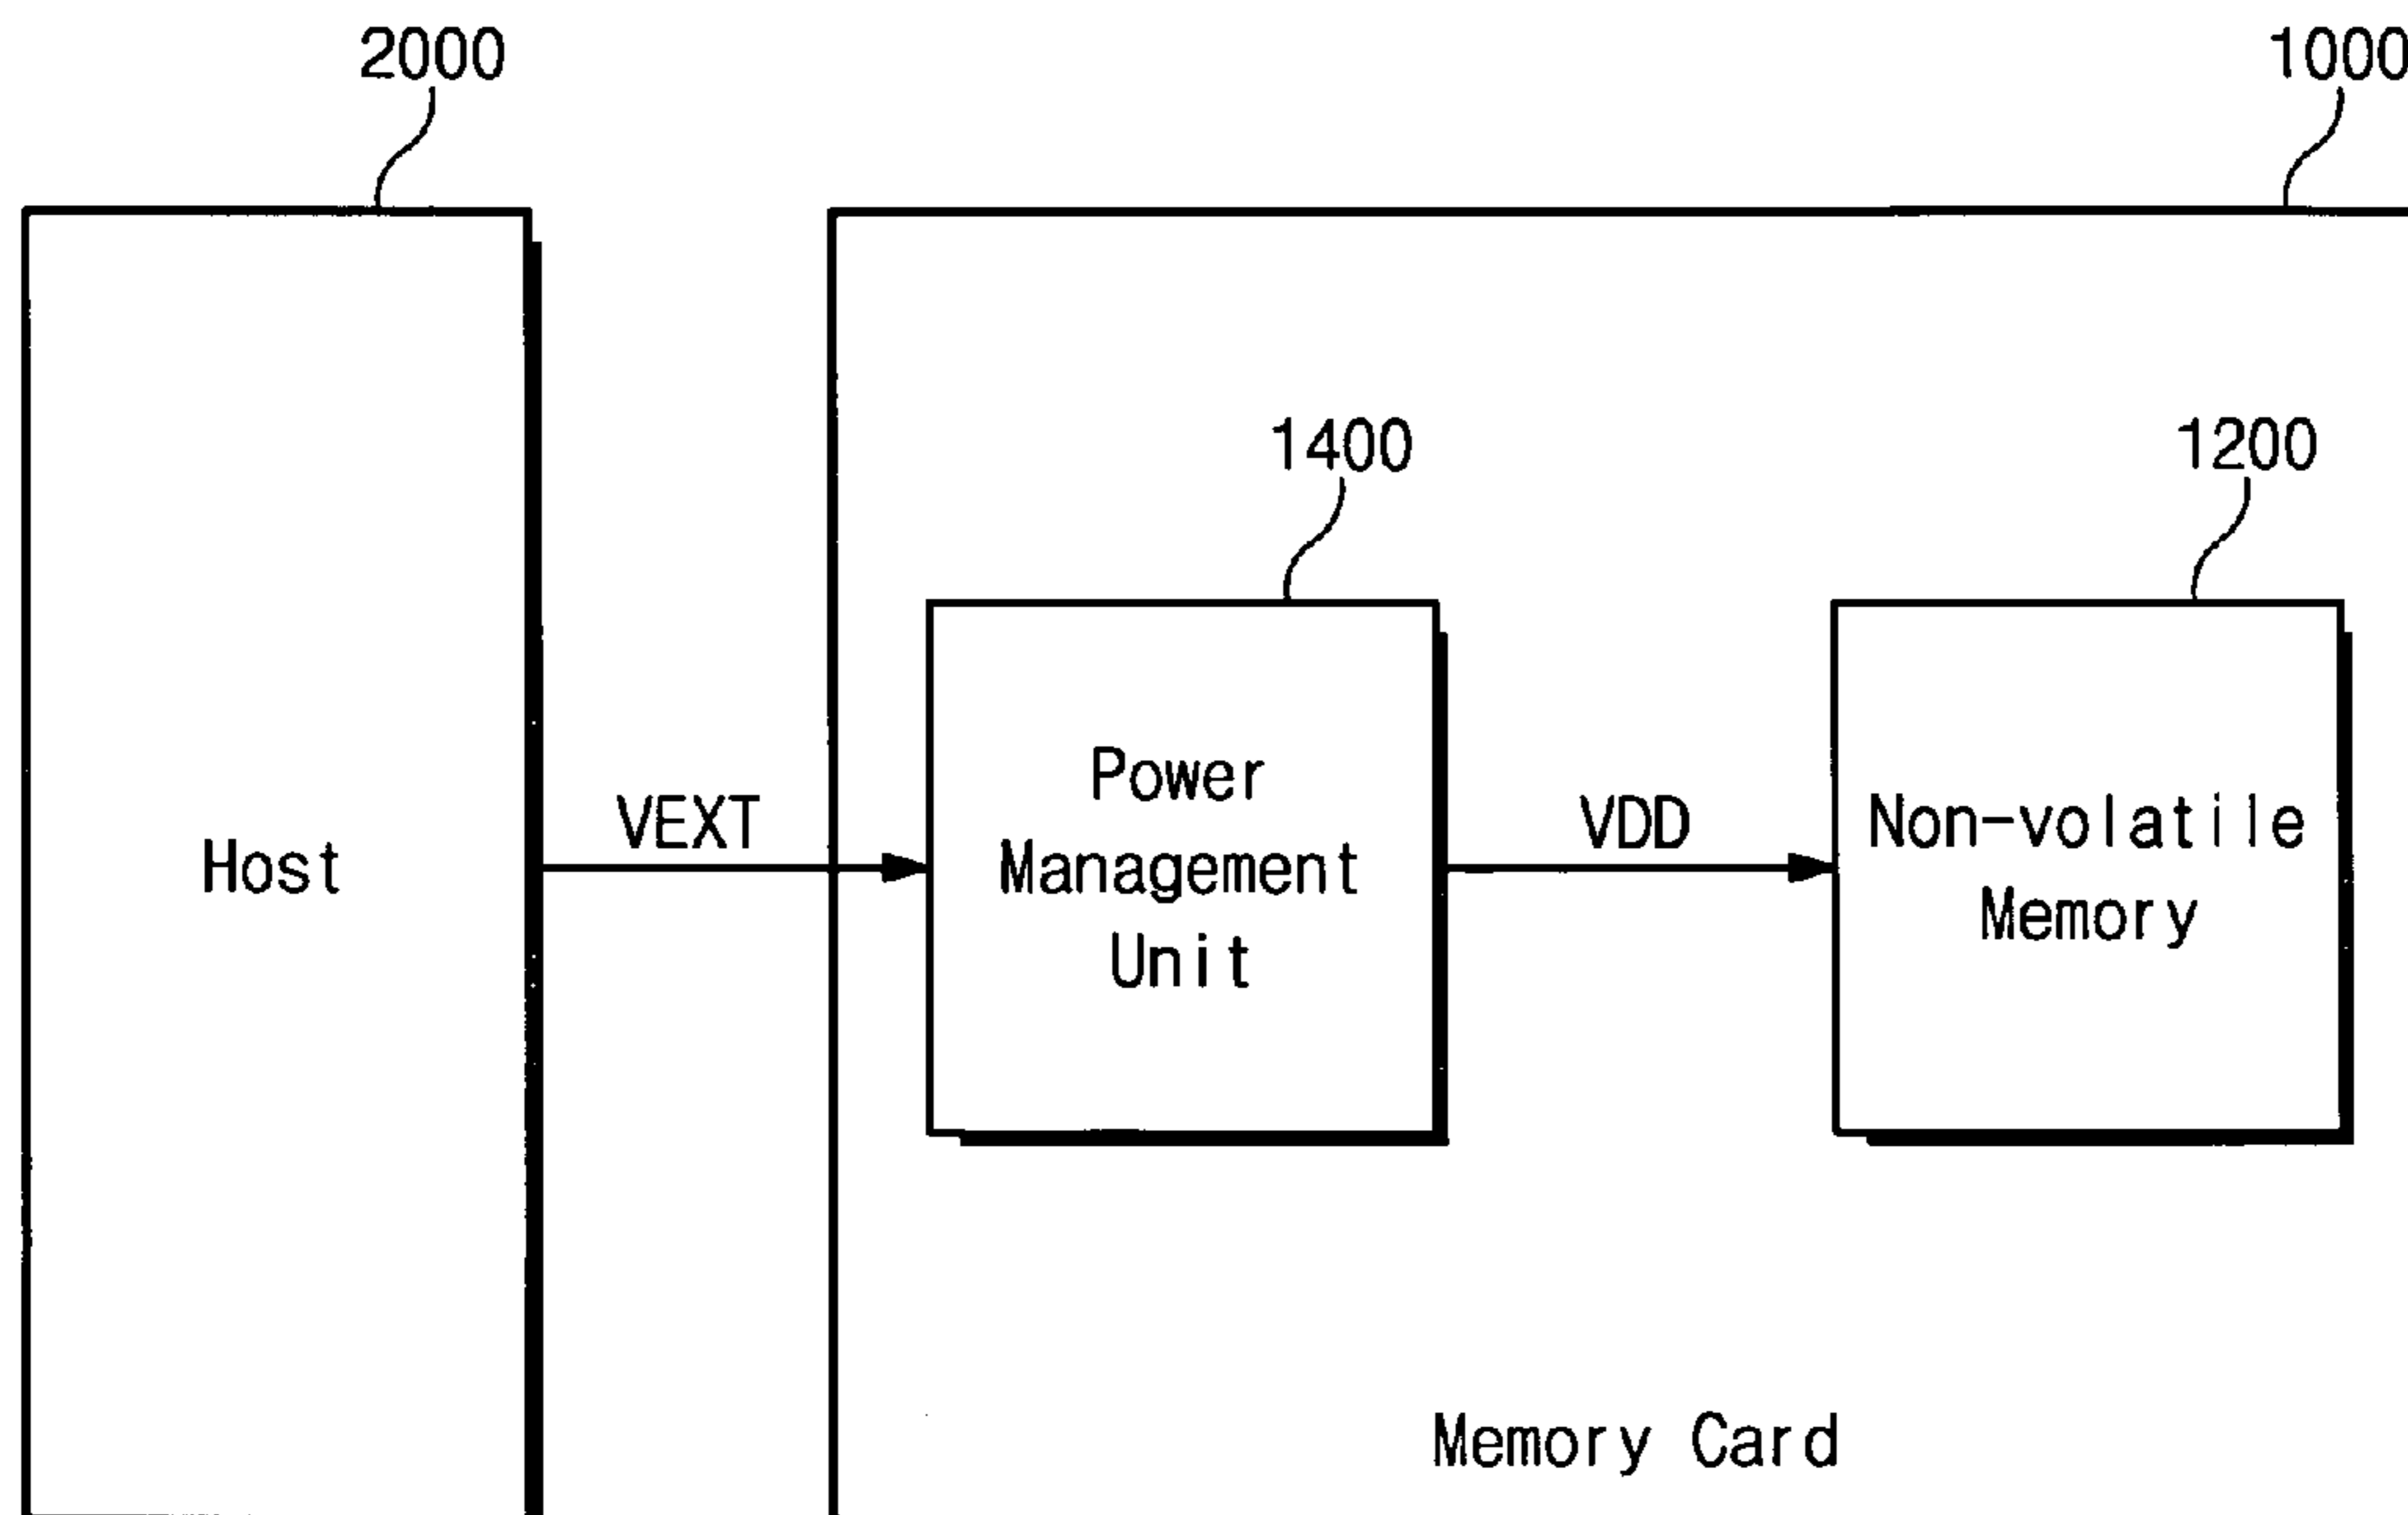 2000
1000
1400
1200
Host
VEXT
Power
Management
Unit
VDD
Non-volatile
Memory
Memory Card